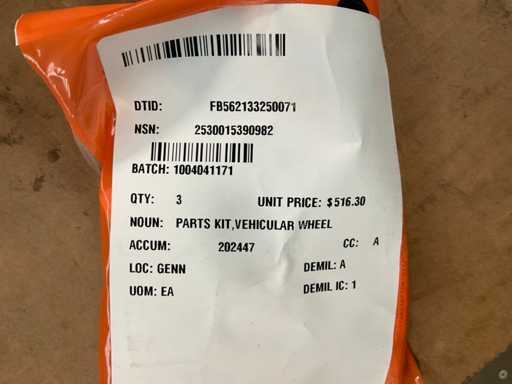 DTID: FB562133250071
NSN: 2530015390982
BATCH: 1004041171
QTY: 3 UNIT PRICE: $516.30
NOUN: PARTS KIT,VEHICULAR WHEEL
ACCUM: 202447 CC: A
LOC: GENN DEMIL: A
UOM: EA DEMIL IC: 1